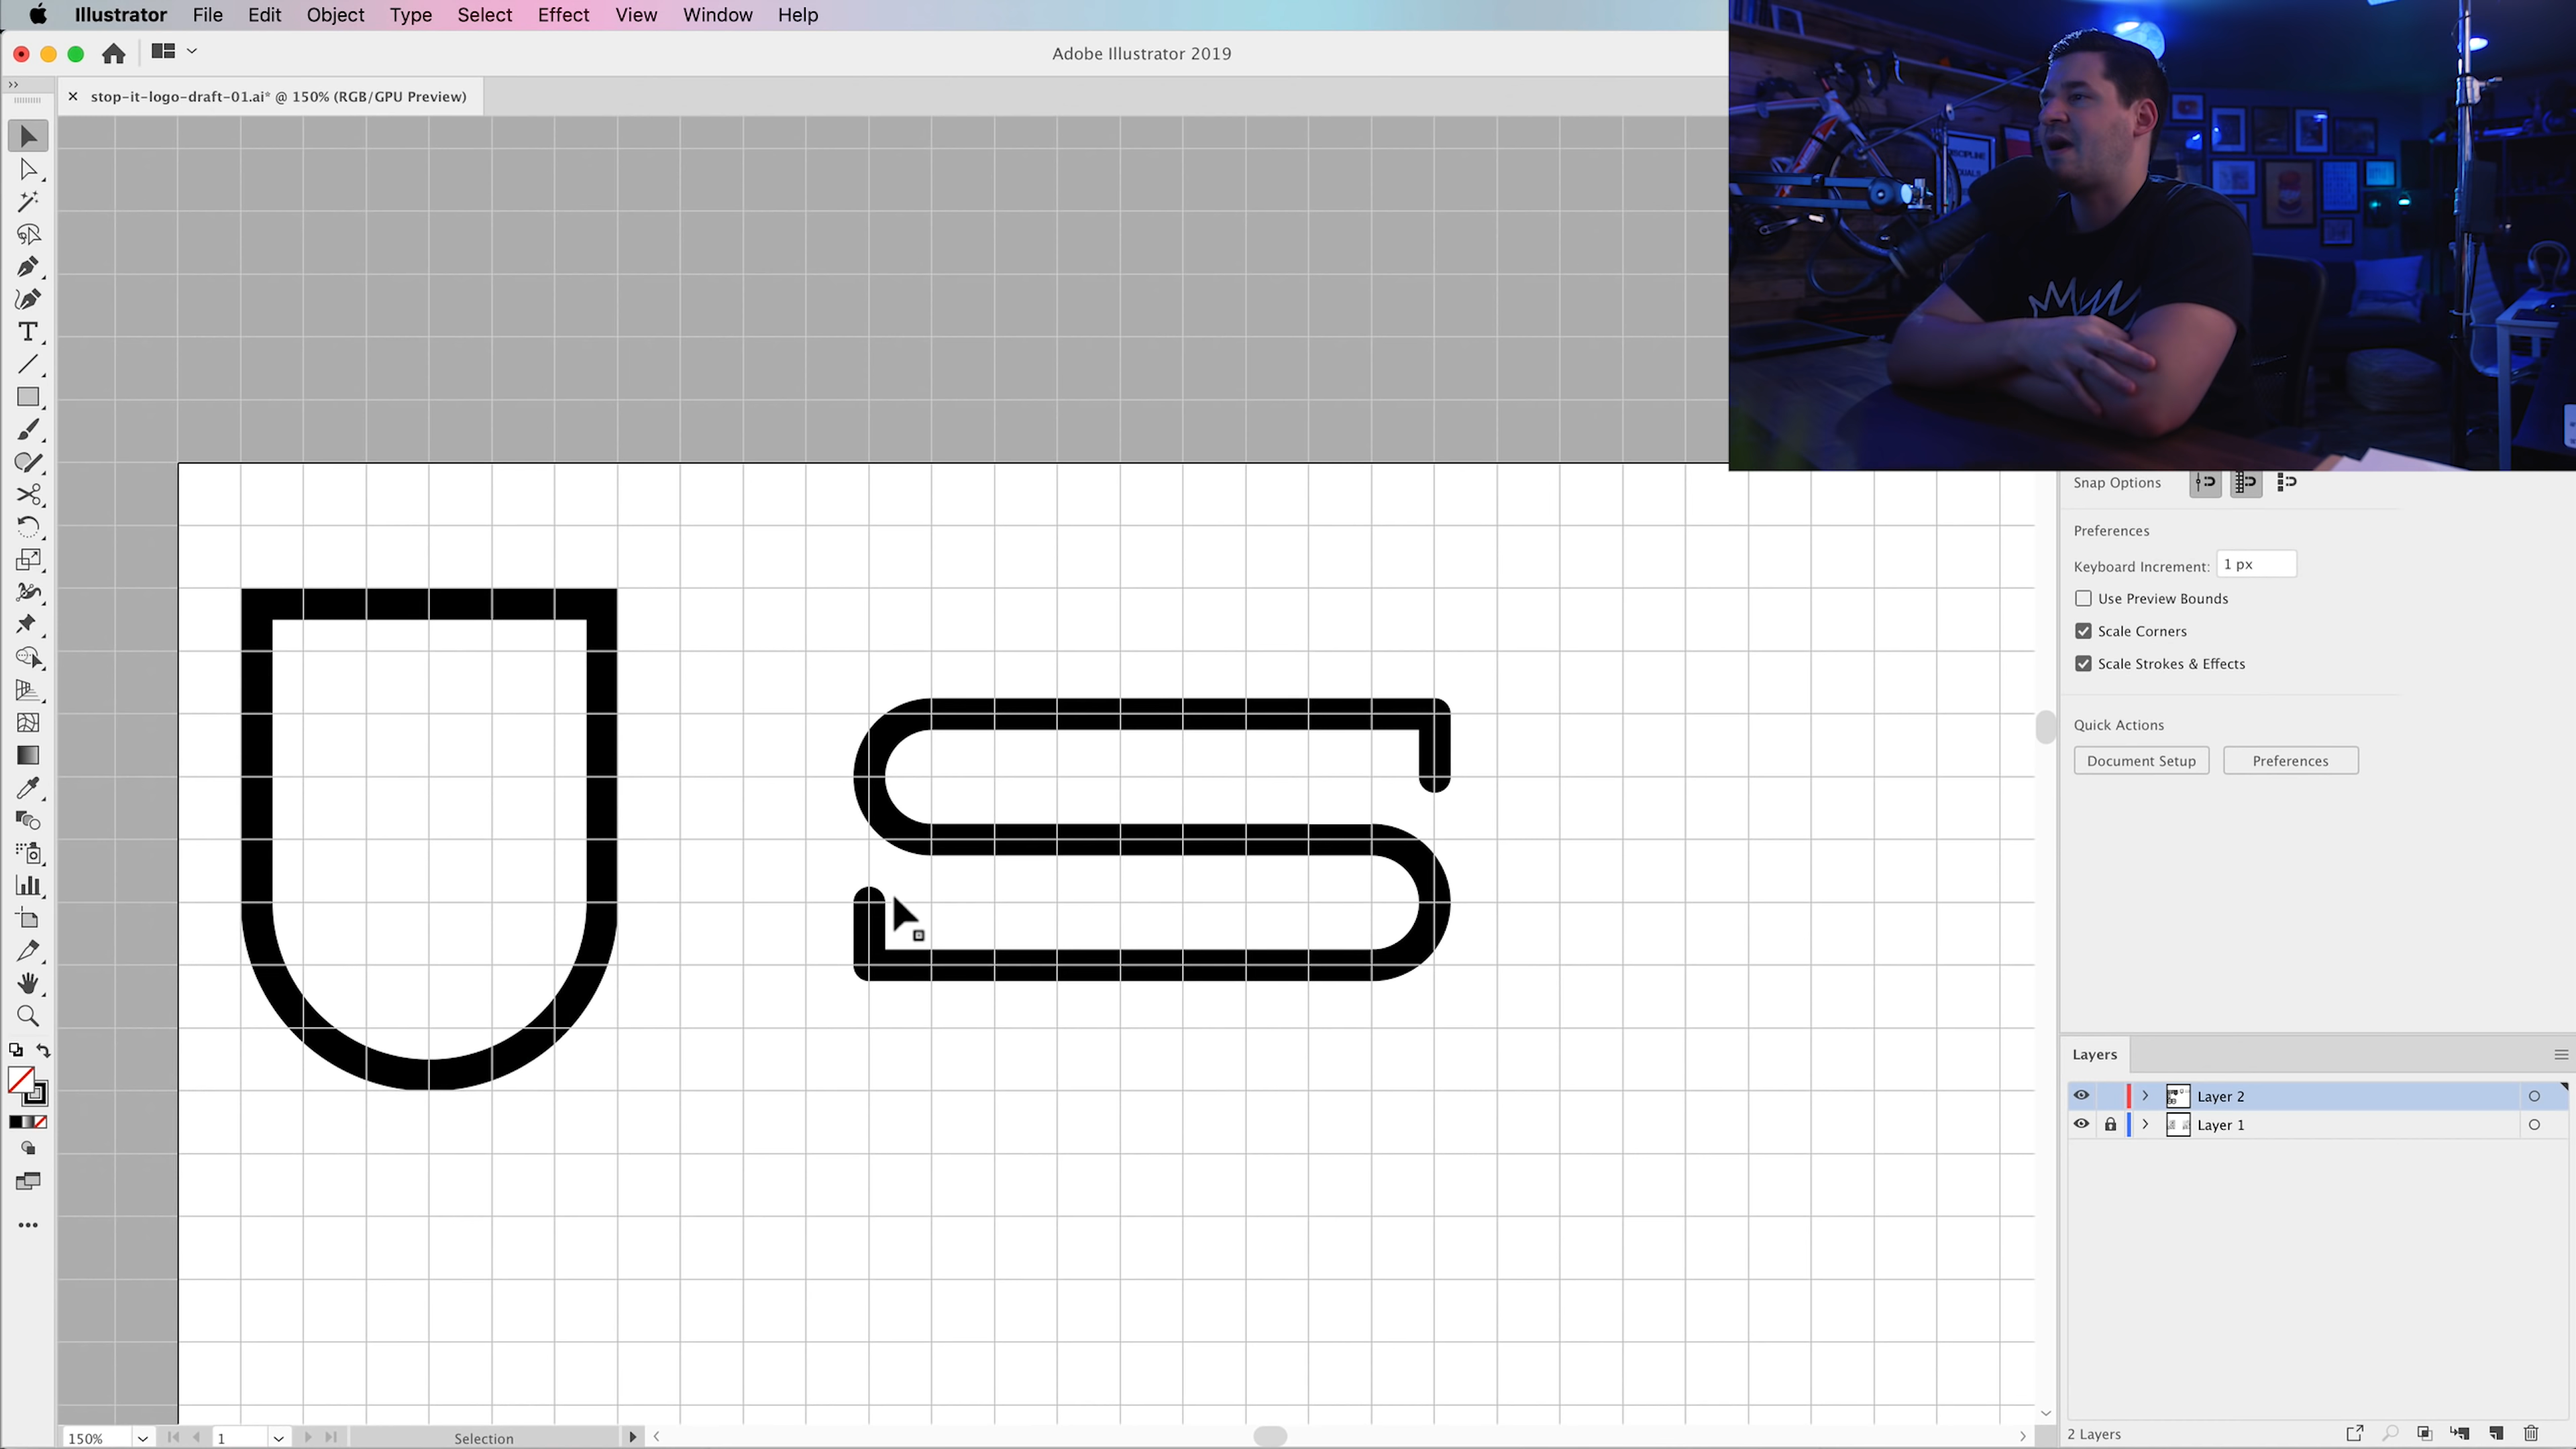 Illustrator File Edit Object Type Select Effect View Window Help
Adobe Illustrator 2019
stop-it-logo-draft-01.ai* @ 150% (RGB/GPU Preview)
DISCIPLINE
Snap Options
Preferences
Keyboard Increment: 1 px
Use Preview Bounds
Scale Corners
Scale Strokes & Effects
Quick Actions
Document Setup Preferences
Layers
Layer 2
Layer 1
150% 1 Selection
2 Layers